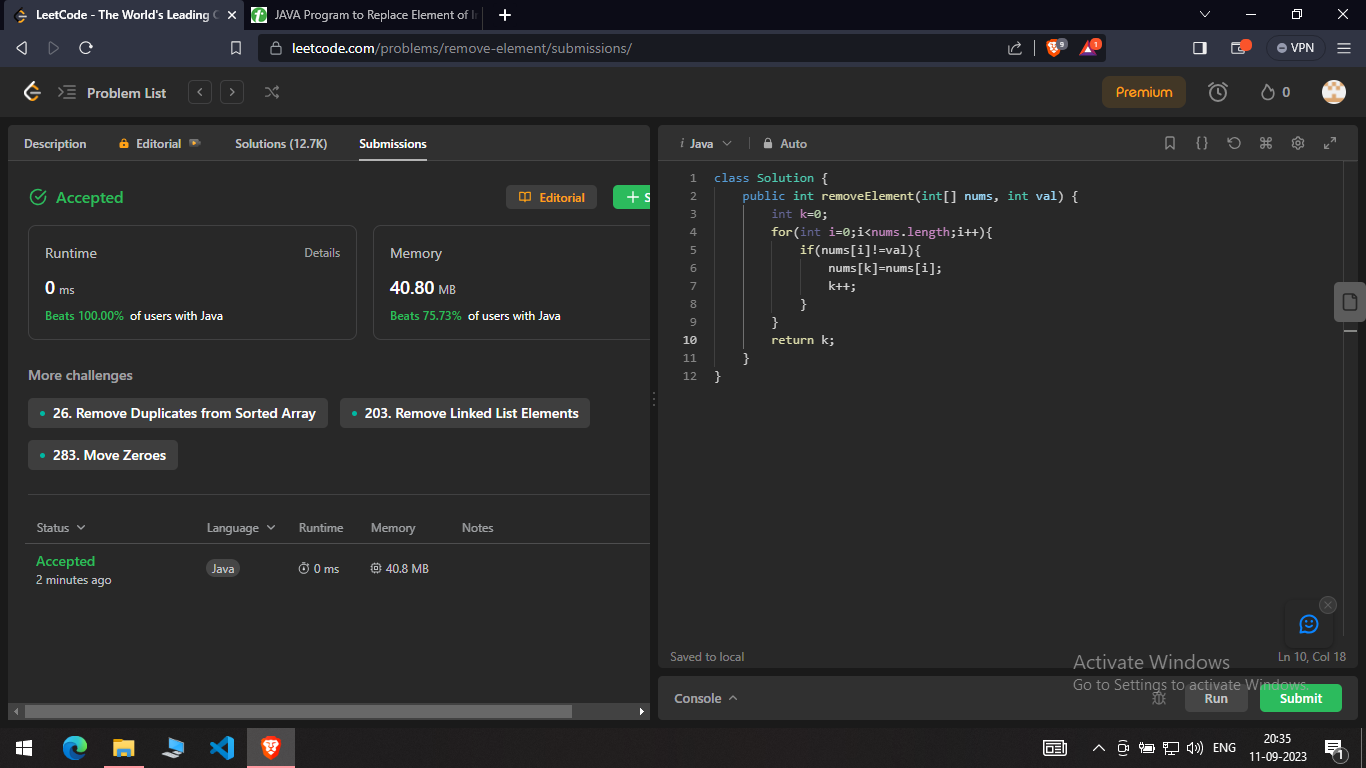 LeetCode - The World's Leading C
JAVA Program to Replace Element of I
leetcode.com/problems/remove-element/submissions/
9
1
VPN
Problem List
Premium
0
Description
Editorial
Solutions (12.7K)
Submissions
Accepted
Editorial
S
Runtime
Details
0 ms
Beats 100.00% of users with Java
Memory
40.80 MB
Beats 75.73% of users with Java
More challenges
26. Remove Duplicates from Sorted Array
203. Remove Linked List Elements
283. Move Zeroes
Status
Language
Runtime
Memory
Notes
Accepted
2 minutes ago
Java
0 ms
40.8 MB
i Java
Auto
{}
1 class Solution {
2 public int removeElement(int[] nums, int val) {
3 int k=0;
4 for(int i=0;i<nums.length;i++){
5 if(nums[i]!=val){
6 nums[k]=nums[i];
7 k++;
8 }
9 }
10 return k;
11 }
12 }
Saved to local
Ln 10, Col 18
Activate Windows
Go to Settings to activate Windows.
Console
Run
Submit
ENG
20:35
11-09-2023
1